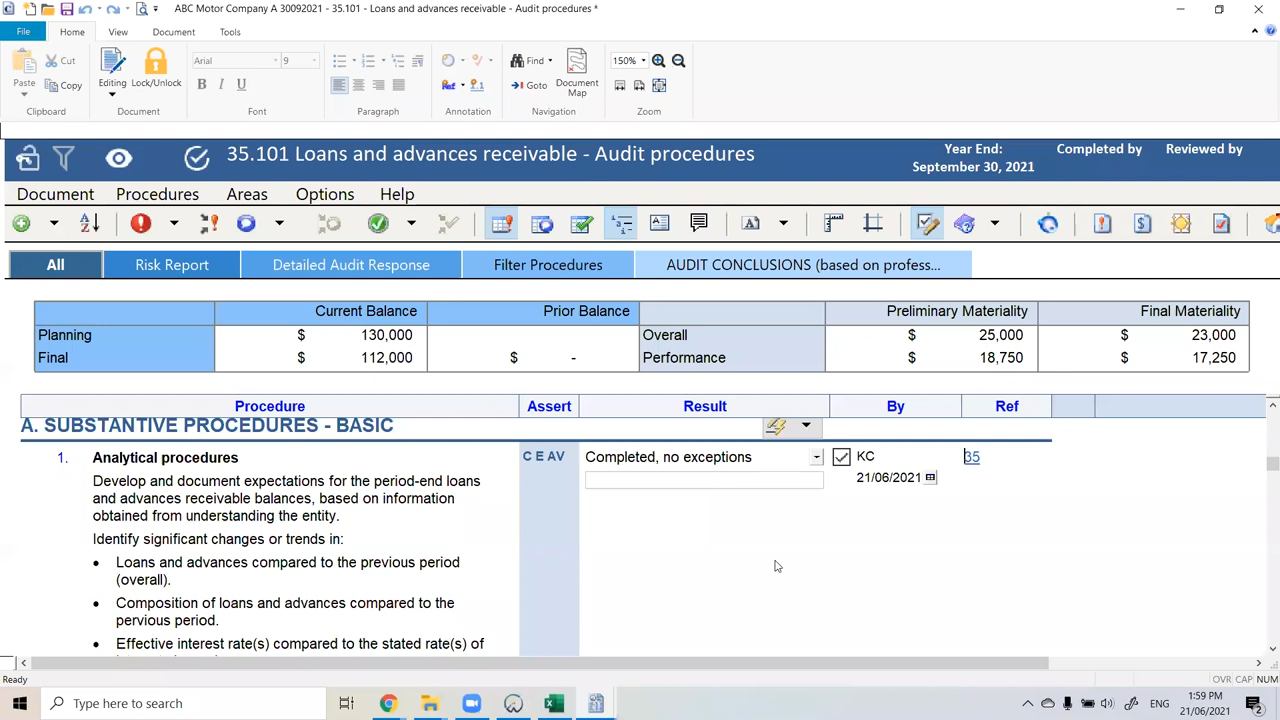 ABC Motor Company A 30092021 - 35.101 - Loans and advances receivable - Audit procedures *
File Home View Document Tools
Paste Cut Copy Editing Lock/Unlock Arial 9 B I U Ref Find Goto Document Map 150%
Clipboard Document Font Paragraph Annotation Navigation Zoom
35.101 Loans and advances receivable - Audit procedures
Year End: September 30, 2021
Completed by
Reviewed by
Document Procedures Areas Options Help
All Risk Report Detailed Audit Response Filter Procedures AUDIT CONCLUSIONS (based on profess...
Current Balance Prior Balance Preliminary Materiality Final Materiality
Planning $ 130,000 Overall $ 25,000 $ 23,000
Final $ 112,000 $ - Performance $ 18,750 $ 17,250
Procedure Assert Result By Ref
A. SUBSTANTIVE PROCEDURES - BASIC
1. Analytical procedures C E AV Completed, no exceptions KC 35
21/06/2021
Develop and document expectations for the period-end loans
and advances receivable balances, based on information
obtained from understanding the entity.
Identify significant changes or trends in:
• Loans and advances compared to the previous period
(overall).
• Composition of loans and advances compared to the
pervious period.
• Effective interest rate(s) compared to the stated rate(s) of
Ready OVR CAP NUM
Type here to search ENG 1:59 PM
21/06/2021 2